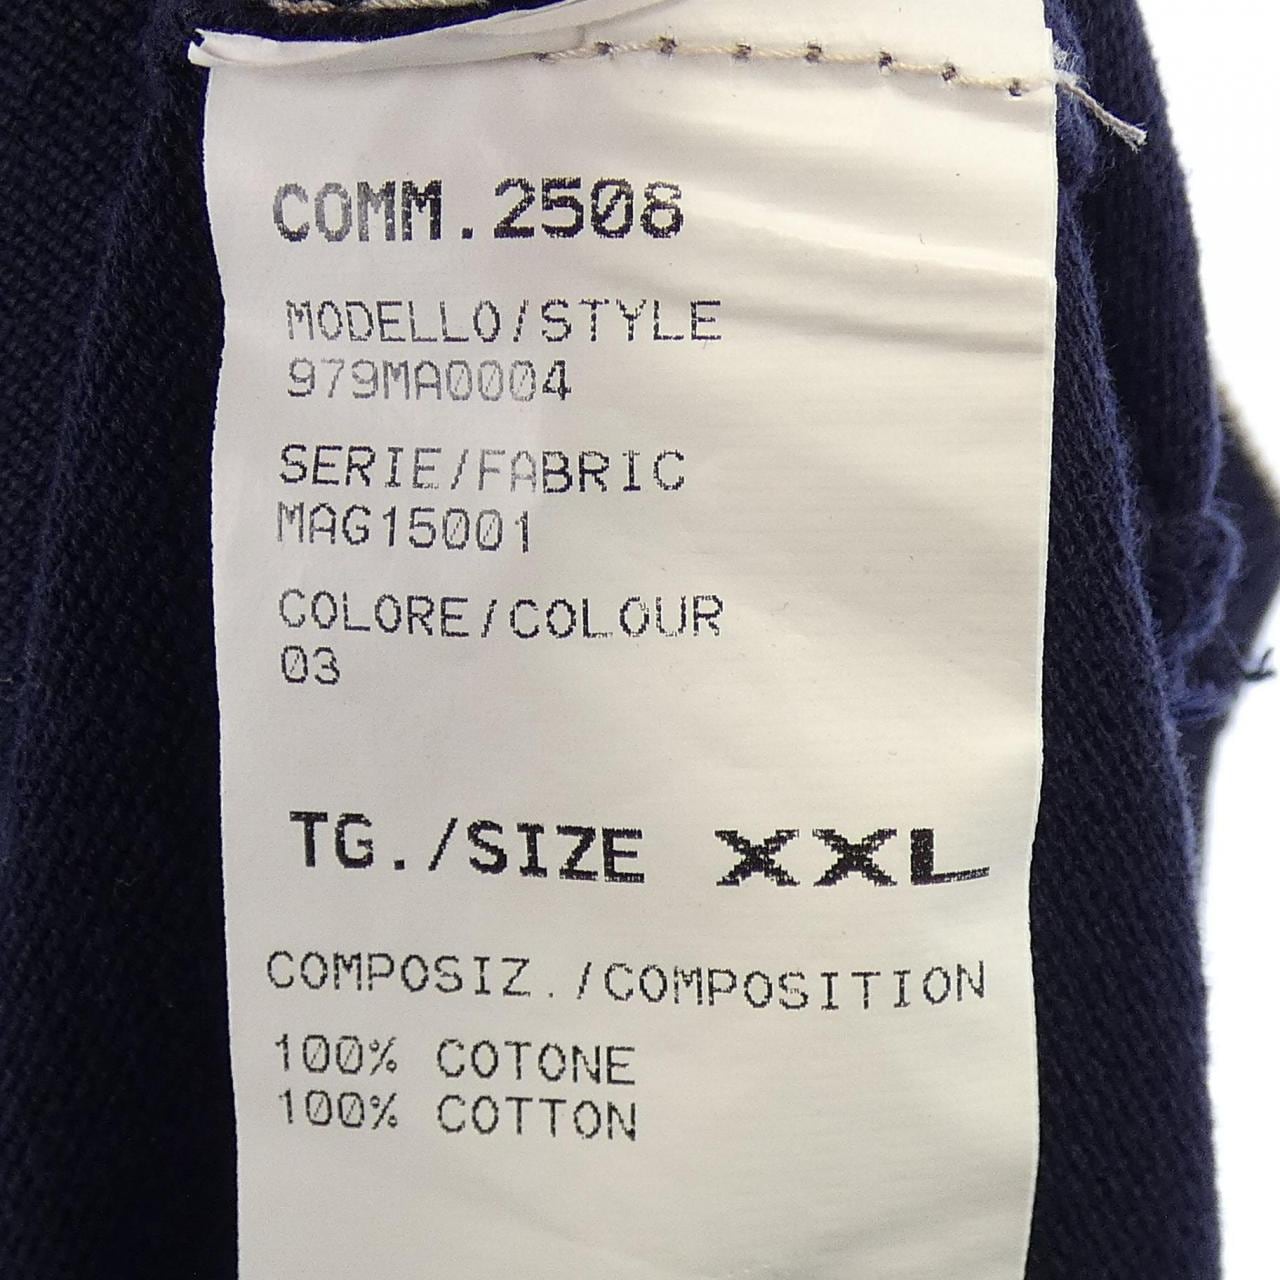 COMM.2508
MODELLO/STYLE
979MA0004
SERIE/FABRIC
MAG15001
COLORE/COLOUR
03
TG./SIZE XXL
COMPOSIZ./COMPOSITION
100% COTONE
100% COTTON